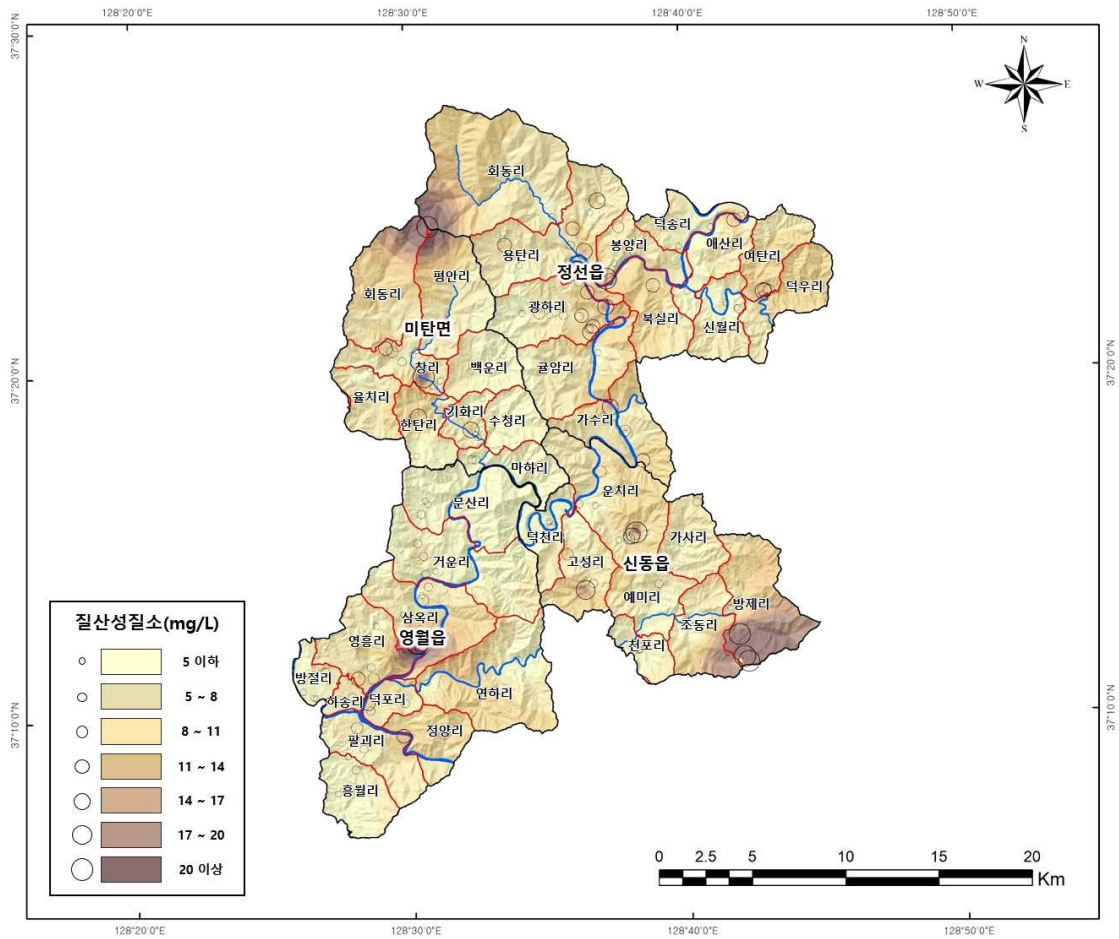 128°20'0"E 128°30'0"E 128°40'0"E 128°50'0"E
37°30'0"N
37°30'0"N
N
W E
S
회동리
덕송리
애산리
봉양리
여탄리
용탄리
정선읍
덕우리
평안리
회동리
광하리
북실리
신월리
미탄면
37°20'0"N
37°20'0"N
창리
백운리
귤암리
율치리
기화리
한탄리
수청리
가수리
마하리
운치리
문산리
덕천리
가사리
거운리
고성리
신동읍
예미리
방제리
삼옥리
조동리
영흥리
영월읍
천포리
방절리
하송리
덕포리
연하리
팔괴리
정양리
37°10'0"N
37°10'0"N
흥월리
질산성질소(mg/L)
5 이하
5 ~ 8
8 ~ 11
11 ~ 14
14 ~ 17
17 ~ 20
20 이상
0 2.5 5 10 15 20
Km
128°20'0"E 128°30'0"E 128°40'0"E 128°50'0"E